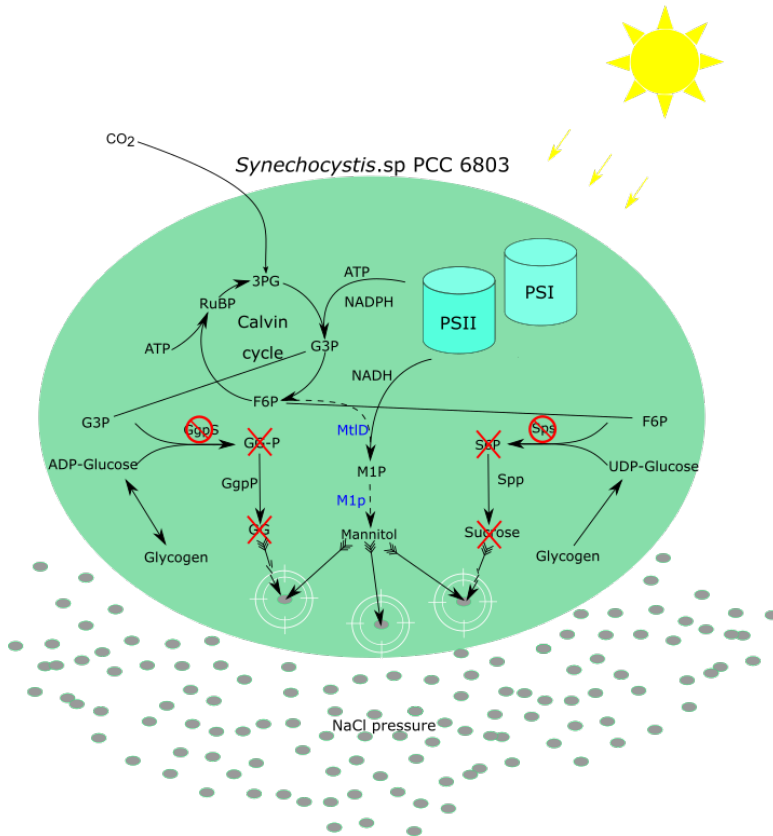 CO2
Synechocystis.sp PCC 6803
3PG
ATP
PSI
RuBP
NADPH
PSII
Calvin
cycle
ATP
G3P
NADH
F6P
G3P
F6P
GgpS
MtlD
Sps
GG-P
S6P
ADP-Glucose
M1P
UDP-Glucose
GgpP
Spp
M1p
GG
Mannitol
Sucrose
Glycogen
Glycogen
NaCl pressure